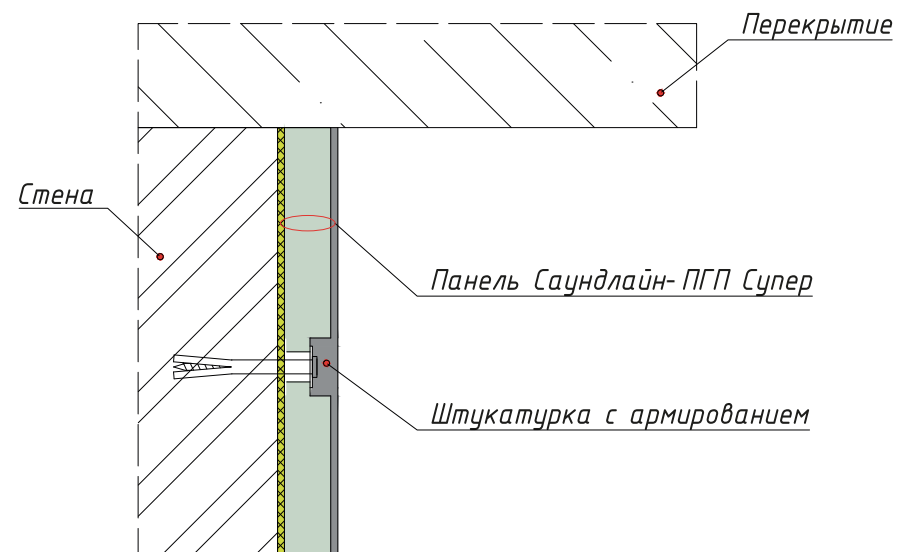 Перекрытие
Стена
Панель Саундлайн-ПГП Супер
Штукатурка с армированием